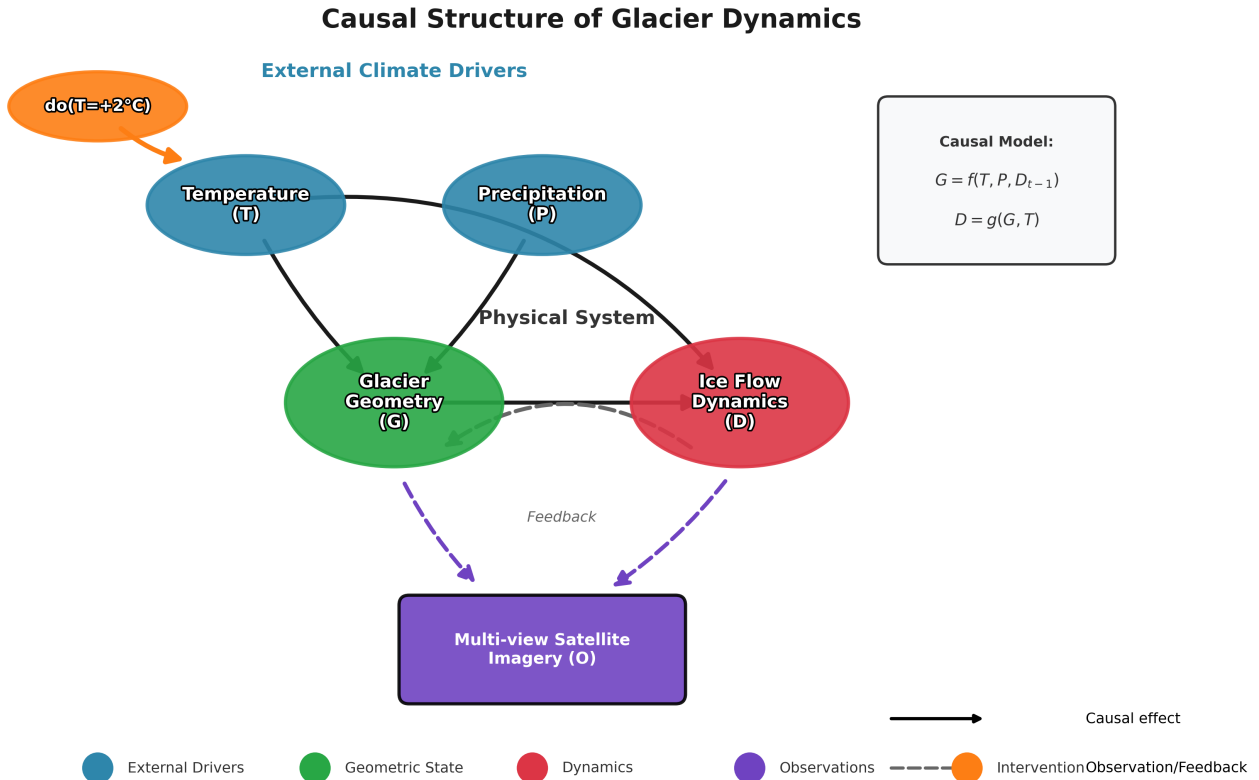 Causal Structure of Glacier Dynamics
External Climate Drivers
do(T=+2°C)
Temperature
(T)
Precipitation
(P)
Causal Model:
G = f(T, P, D_{t−1})
D = g(G, T)
Physical System
Glacier
Geometry
(G)
Ice Flow
Dynamics
(D)
Feedback
Multi-view Satellite
Imagery (O)
Causal effect
External Drivers
Geometric State
Dynamics
Observations
Intervention
Observation/Feedback